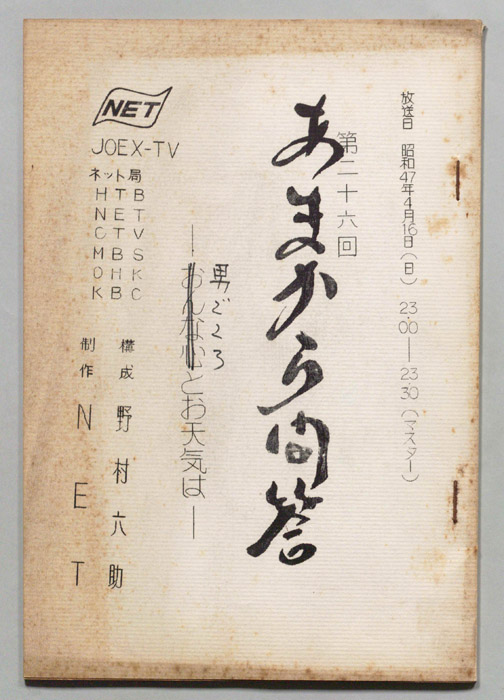 放送日 昭和47年4月16日(日) 23.00―23.30(マスター)
第二十六回
あまから問答
男ごころ
―おんな心とお天気は―
NET
JOEX-TV
ネット局
HTB
NET
CTV
MBS
OHK
KBC
構成 野村六助
制作 NET